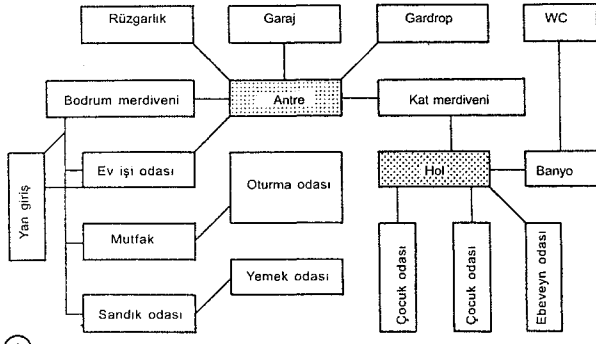 Rüzgarlık
Garaj
Gardrop
WC
Bodrum merdiveni
Antre
Kat merdiveni
Yan giriş
Ev işi odası
Oturma odası
Hol
Banyo
Mutfak
Yemek odası
Sandık odası
Çocuk odası
Çocuk odası
Ebeveyn odası